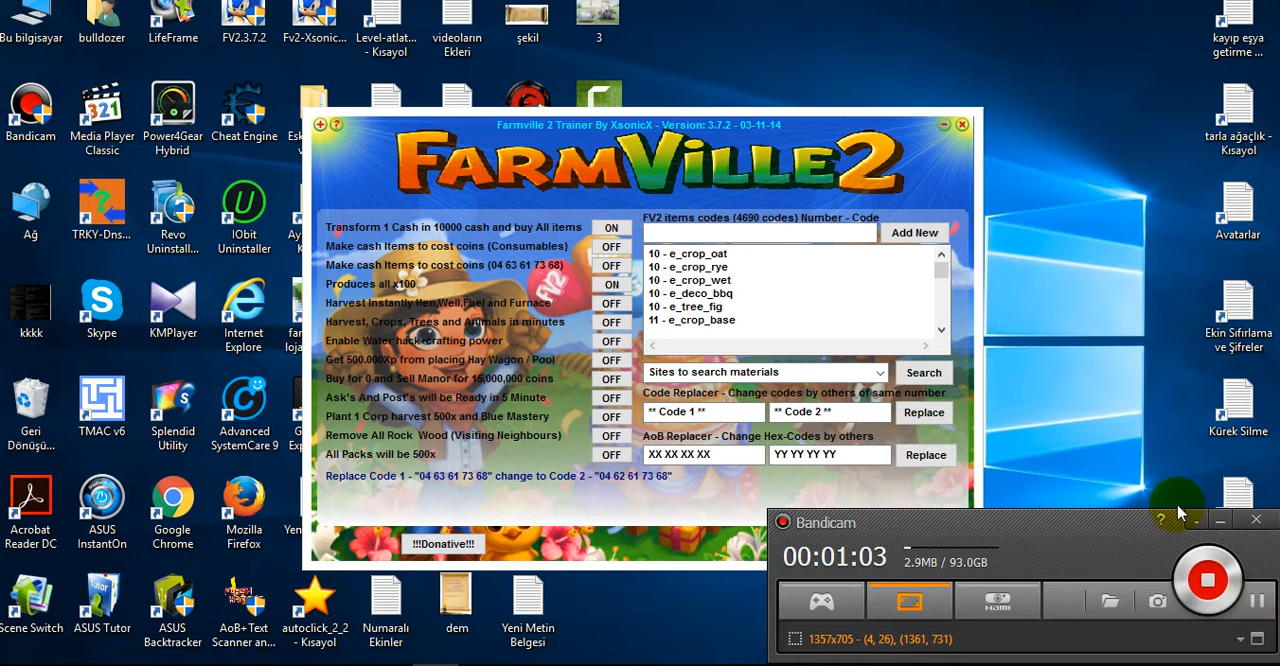 Bu bilgisayar
bulldozer
LifeFrame
FV2.3.7.2
Fv2-Xsonic...
Level-atlat...
- Kısayol
videoların
Ekleri
şekil
3
kayıp eşya
getirme ...
Bandicam
Media Player
Classic
Power4Gear
Hybrid
Cheat Engine
tarla ağaçlık -
Kısayol
Ağ
TRKY-Dns...
Revo
Uninstall...
IObit
Uninstaller
Avatarlar
kkkk
Skype
KMPlayer
Internet
Explore
Ekin Sıfırlama
ve Şifreler
Geri
Dönüşü...
TMAC v6
Splendid
Utility
Advanced
SystemCare 9
Kürek Silme
Acrobat
Reader DC
ASUS
InstantOn
Google
Chrome
Mozilla
Firefox
Scene Switch
ASUS Tutor
ASUS
Backtracker
AoB+Text
Scanner an...
autoclick_2_2
- Kısayol
Numaralı
Ekinler
dem
Yeni Metin
Belgesi
Farmville 2 Trainer By XsonicX - Version: 3.7.2 - 03-11-14
FARMVILLE2
Transform 1 Cash in 10000 cash and buy All items ON
Make cash Items to cost coins (Consumables) OFF
Make cash Items to cost coins (04 63 61 73 68) OFF
Produces all x100 ON
Harvest Instantly Hen,Well,Fuel and Furnace OFF
Harvest, Crops, Trees and Animals in minutes OFF
Enable Water hack+crafting power OFF
Get 500.000Xp from placing Hay Wagon / Pool OFF
Buy for 0 and Sell Manor for 15,000,000 coins OFF
Ask's And Post's will be Ready in 5 Minute OFF
Plant 1 Corp harvest 500x and Blue Mastery OFF
Remove All Rock Wood (Visiting Neighbours) OFF
All Packs will be 500x OFF
Replace Code 1 - "04 63 61 73 68" change to Code 2 - "04 62 61 73 68"
!!!Donative!!!
FV2 items codes (4690 codes) Number - Code
Add New
10 - e_crop_oat
10 - e_crop_rye
10 - e_crop_wet
10 - e_deco_bbq
10 - e_tree_fig
11 - e_crop_base
Sites to search materials Search
Code Replacer - Change codes by others of same number
** Code 1 ** ** Code 2 ** Replace
AoB Replacer - Change Hex-Codes by others
XX XX XX XX YY YY YY YY Replace
Bandicam
00:01:03 2.9MB / 93.0GB
HDMI
1357x705 - (4, 26), (1361, 731)